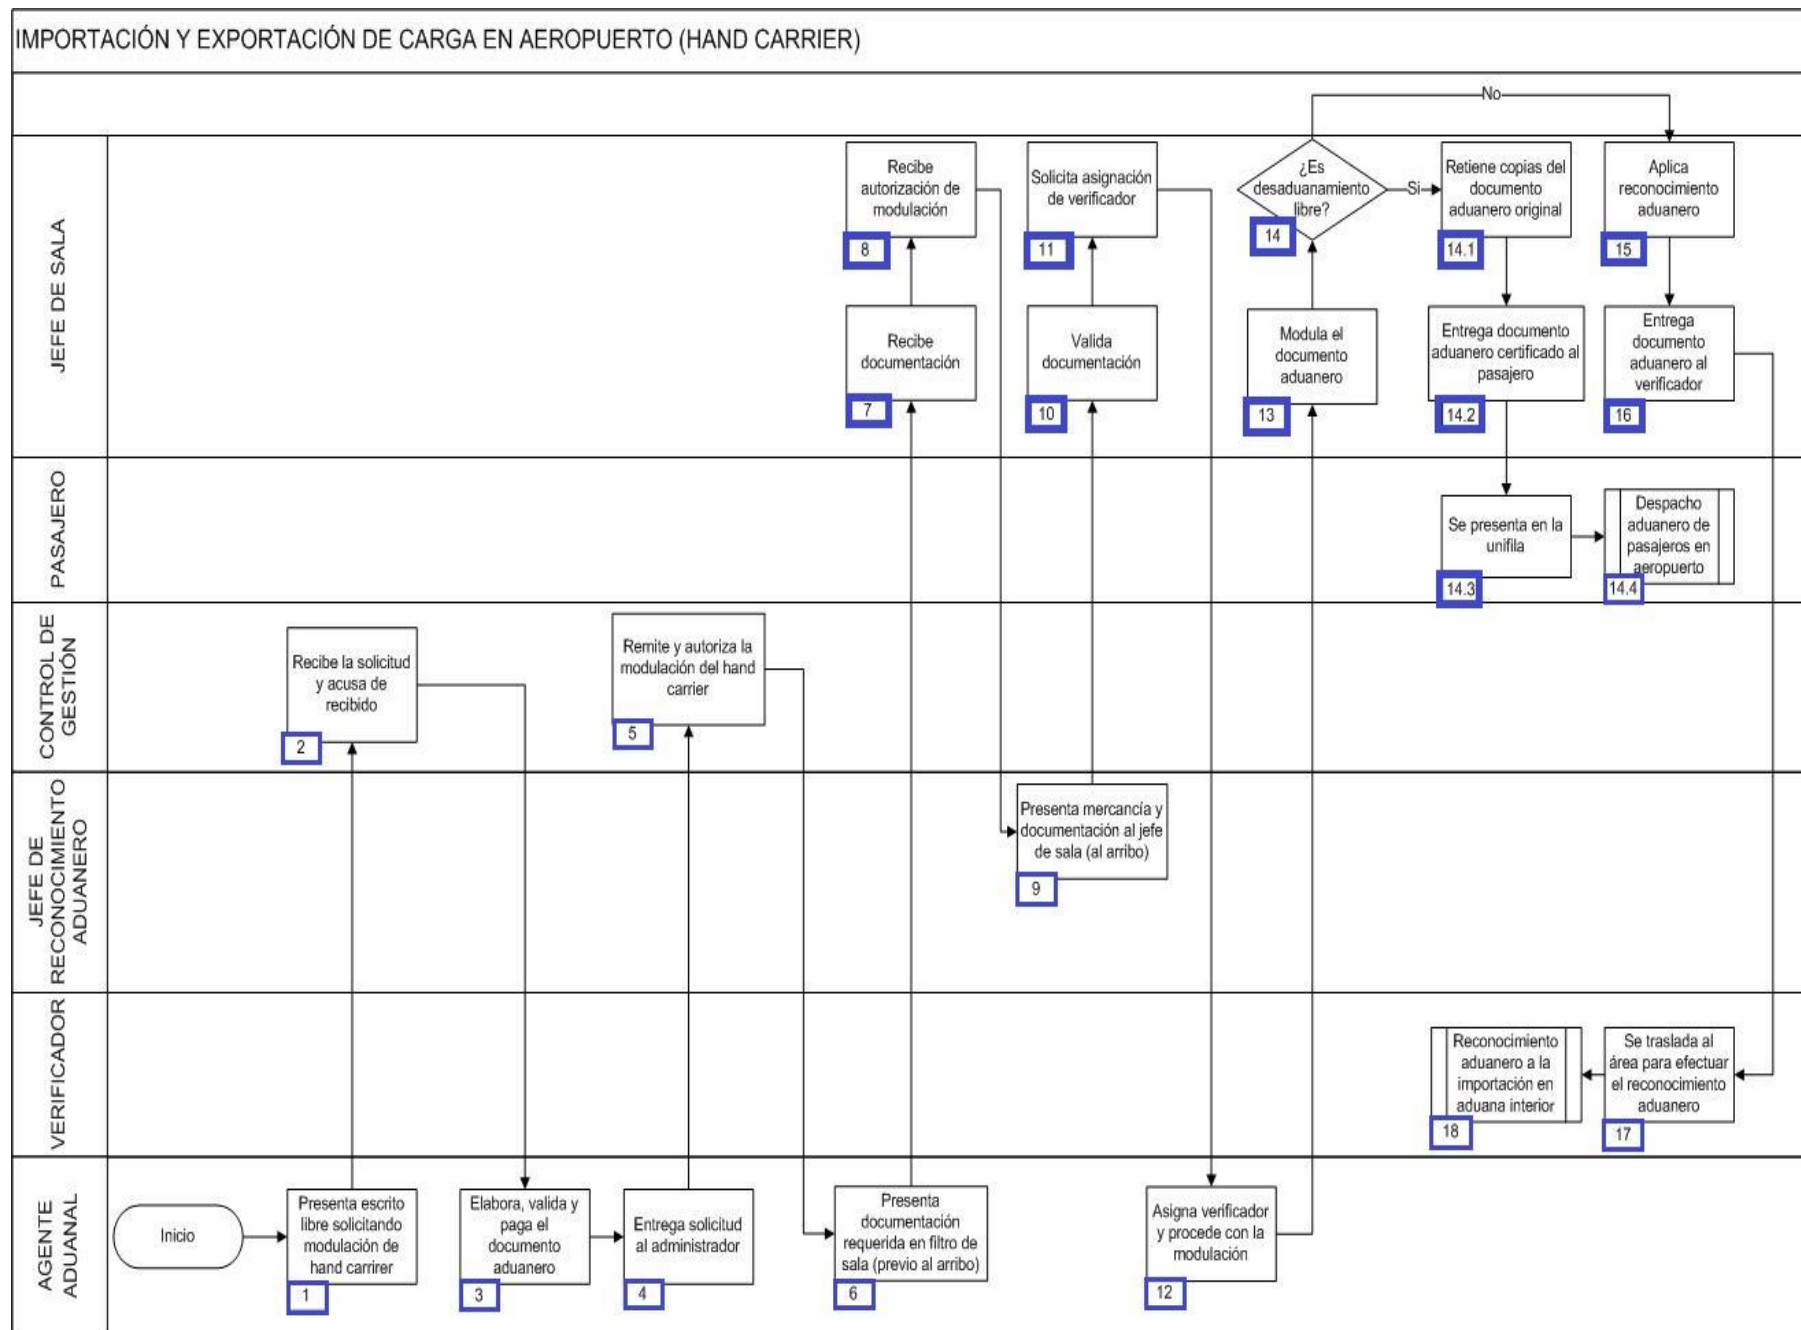 IMPORTACIÓN Y EXPORTACIÓN DE CARGA EN AEROPUERTO (HAND CARRIER)
No
JEFE DE SALA
Recibe
autorización de
modulación
8
Solicita asignación
de verificador
11
¿Es
desaduanamiento
libre?
14
Si
Retiene copias del
documento
aduanero original
14.1
Aplica
reconocimiento
aduanero
15
Recibe
documentación
7
Valida
documentación
10
Modula el
documento
aduanero
13
Entrega documento
aduanero certificado al
pasajero
14.2
Entrega
documento
aduanero al
verificador
16
PASAJERO
Se presenta en la
unifila
14.3
Despacho
aduanero de
pasajeros en
aeropuerto
14.4
CONTROL DE
GESTIÓN
Recibe la solicitud
y acusa de
recibido
2
Remite y autoriza la
modulación del hand
carrier
5
JEFE DE
RECONOCIMIENTO
ADUANERO
Presenta mercancía y
documentación al jefe
de sala (al arribo)
9
VERIFICADOR
Reconocimiento
aduanero a la
importación en
aduana interior
18
Se traslada al
área para efectuar
el reconocimiento
aduanero
17
AGENTE
ADUANAL
Inicio
Presenta escrito
libre solicitando
modulación de
hand carrirer
1
Elabora, valida y
paga el
documento
aduanero
3
Entrega solicitud
al administrador
4
Presenta
documentación
requerida en filtro de
sala (previo al arribo)
6
Asigna verificador
y procede con la
modulación
12